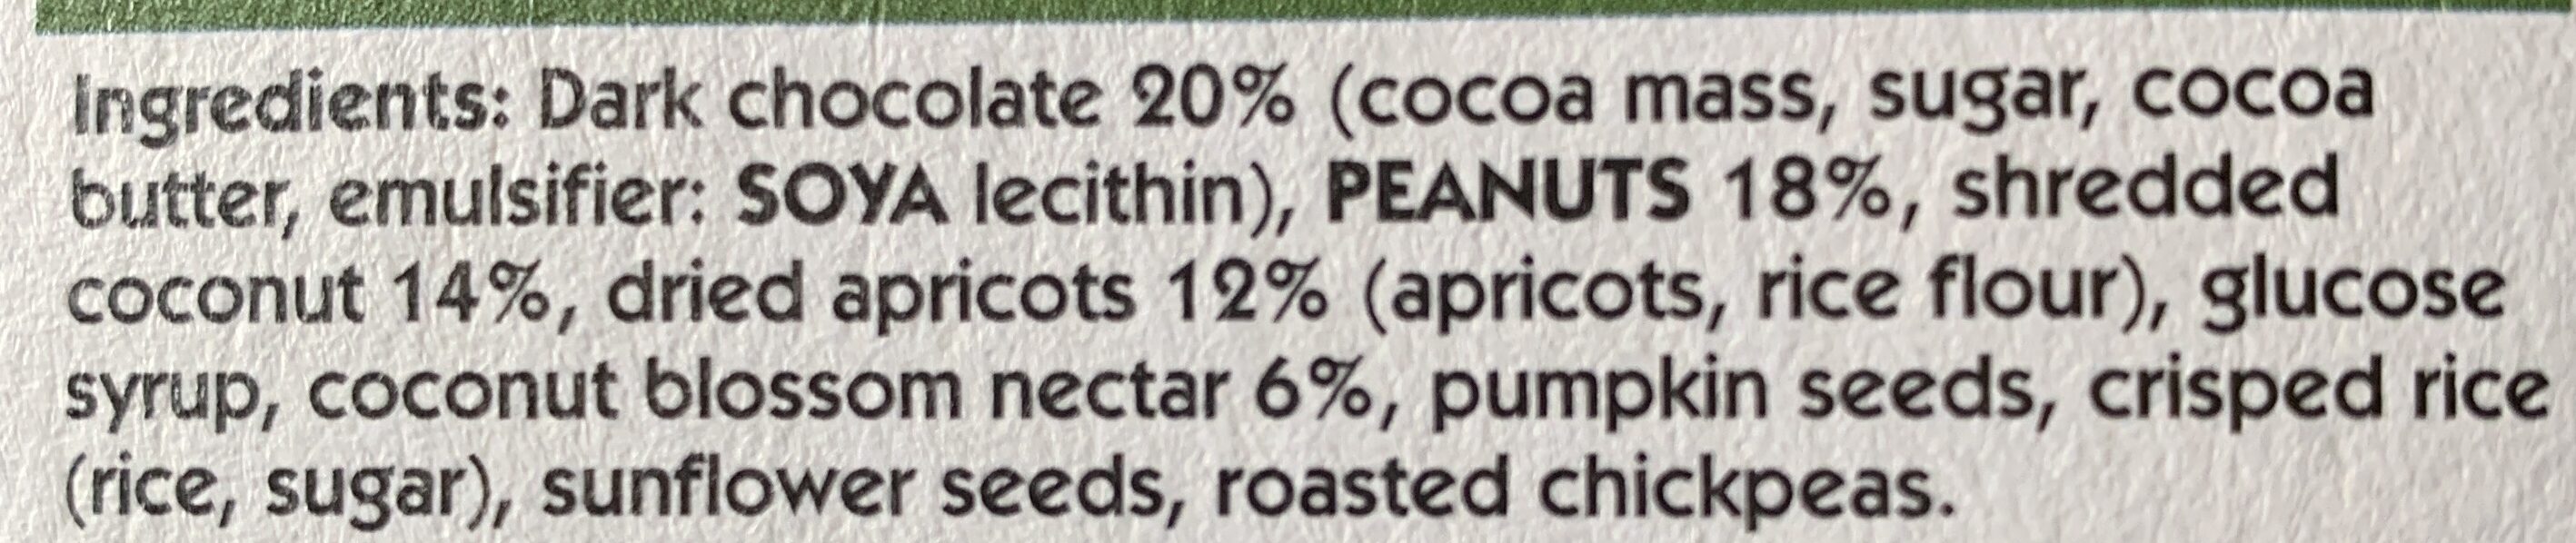 Ingredients: Dark chocolate 20% (cocoa mass, sugar, cocoa
butter, emulsifier: SOYA lecithin), PEANUTS 18%, shredded
coconut 14%, dried apricots 12% (apricots, rice flour), glucose
syrup, coconut blossom nectar 6%, pumpkin seeds, crisped rice
(rice, sugar), sunflower seeds, roasted chickpeas.